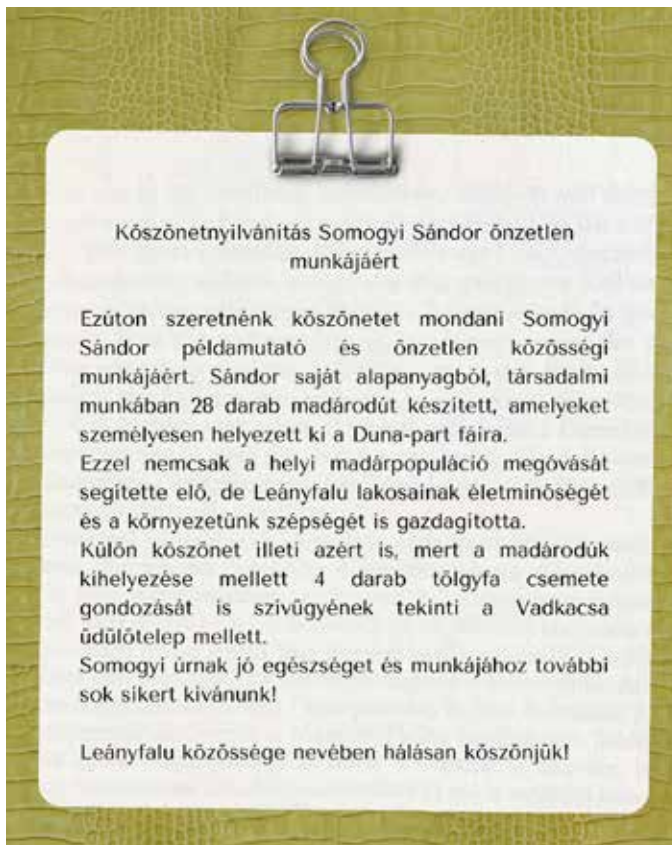 Köszönetnyilvánítás Somogyi Sándor önzetlen
munkájáért
Ezúton szeretnénk köszönetet mondani Somogyi
Sándor példamutató és önzetlen közösségi
munkájáért. Sándor saját alapanyagból, társadalmi
munkában 28 darab madárodút készített, amelyeket
személyesen helyezett ki a Duna-part fáira.
Ezzel nemcsak a helyi madárpopuláció megóvását
segítette elő, de Leányfalu lakosainak életminőségét
és a környezetünk szépségét is gazdagította.
Külön köszönet illeti azért is, mert a madárodúk
kihelyezése mellett 4 darab tölgyfa csemete
gondozását is szívügyének tekinti a Vadkacsa
üdülőtelep mellett.
Somogyi úrnak jó egészséget és munkájához további
sok sikert kívánunk!
Leányfalu közössége nevében hálásan köszönjük!